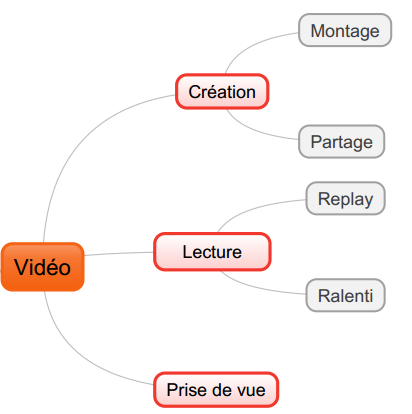 Montage
Création
Partage
Replay
Vidéo
Lecture
Ralenti
Prise de vue